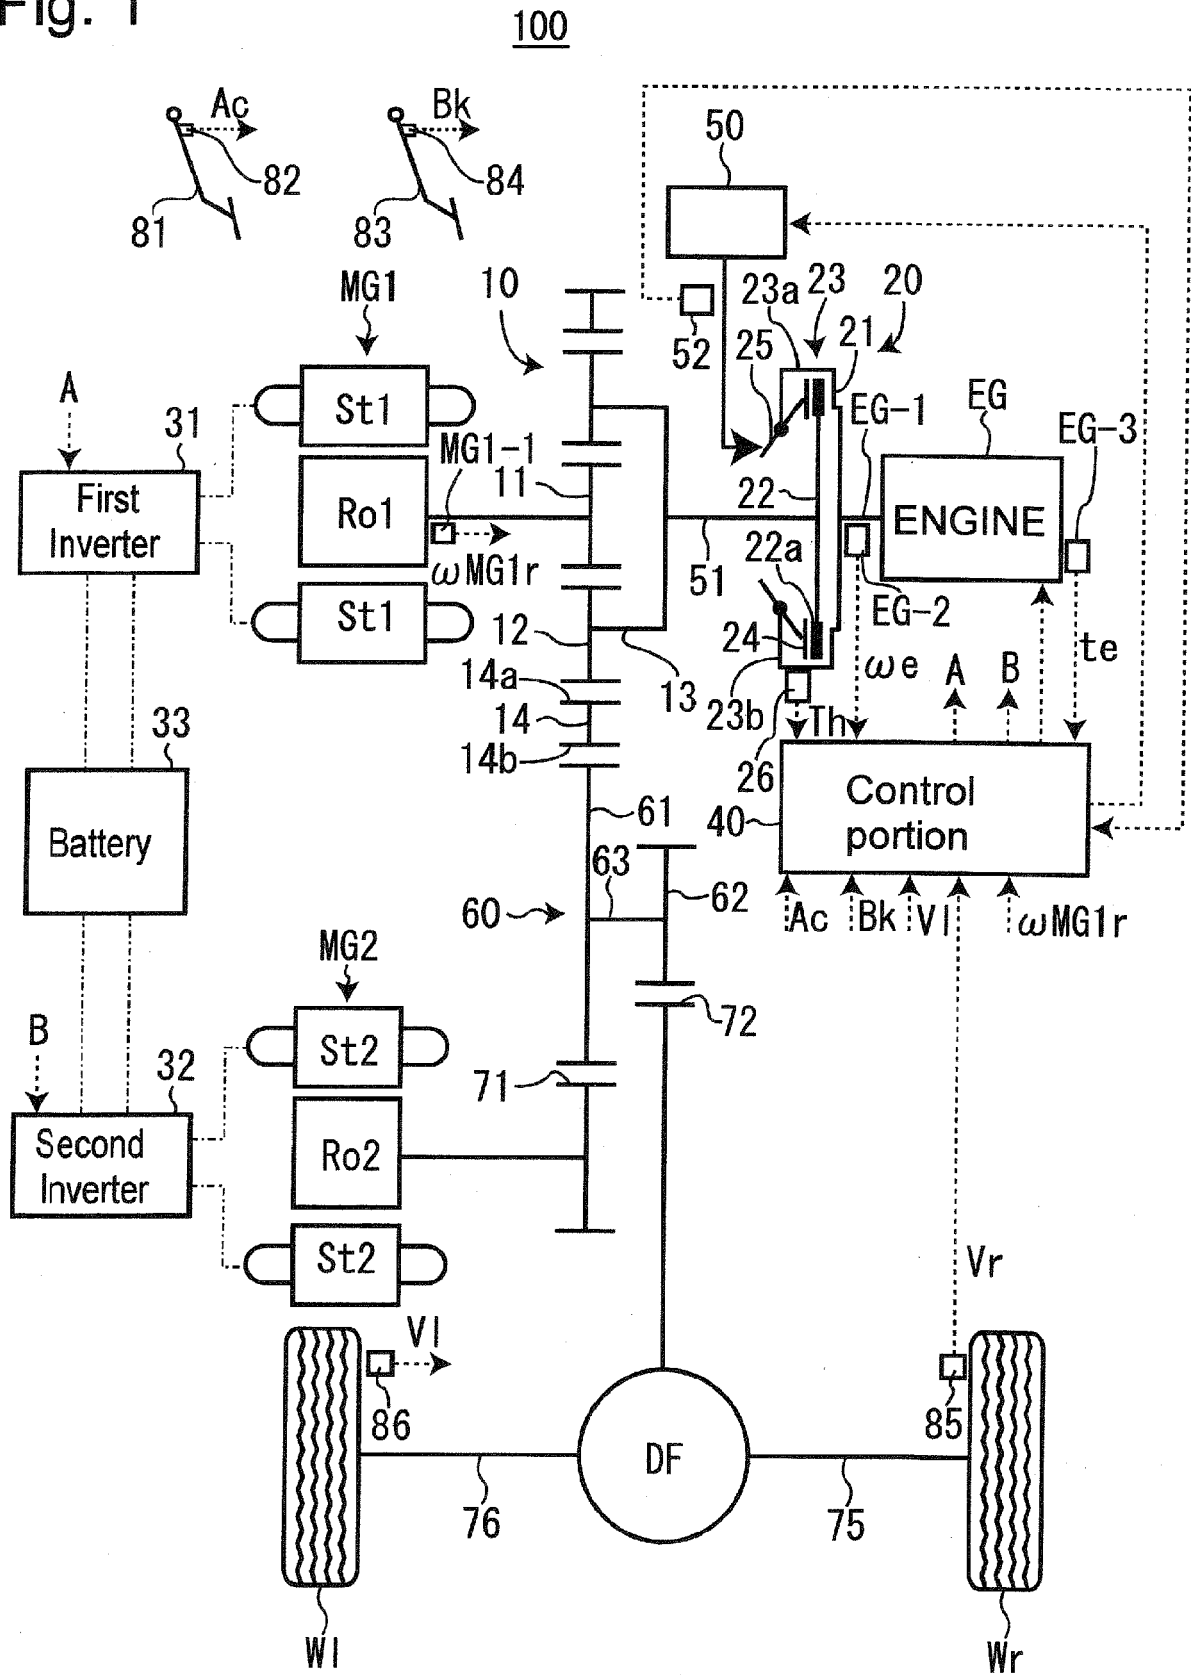 Fig. 1
100
Ac
82
81
Bk
84
83
50
52
MG1
10
23a
23
20
21
25
A
31
St1
First
Inverter
MG1-1
11
Ro1
ωMG1r
22
22a
51
EG-1
EG
EG-3
ENGINE
EG-2
St1
12
24
13
14a
14
14b
23b
26
Th
ωe
A
B
te
33
Battery
61
63
62
60
40
Control
portion
Ac
Bk
Vl
ωMG1r
MG2
72
B
32
St2
71
Second
Inverter
Ro2
St2
Vr
Vl
86
85
DF
76
75
Wl
Wr